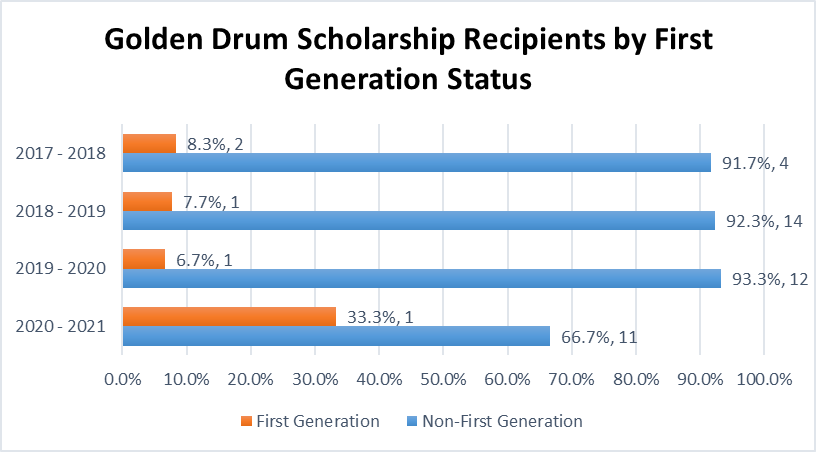 Golden Drum Scholarship Recipients by First
Generation Status
2017 - 2018
8.3%, 2
91.7%, 4
2018 - 2019
7.7%, 1
92.3%, 14
2019 - 2020
6.7%, 1
93.3%, 12
2020 - 2021
33.3%, 1
66.7%, 11
0.0% 10.0% 20.0% 30.0% 40.0% 50.0% 60.0% 70.0% 80.0% 90.0% 100.0%
First Generation Non-First Generation